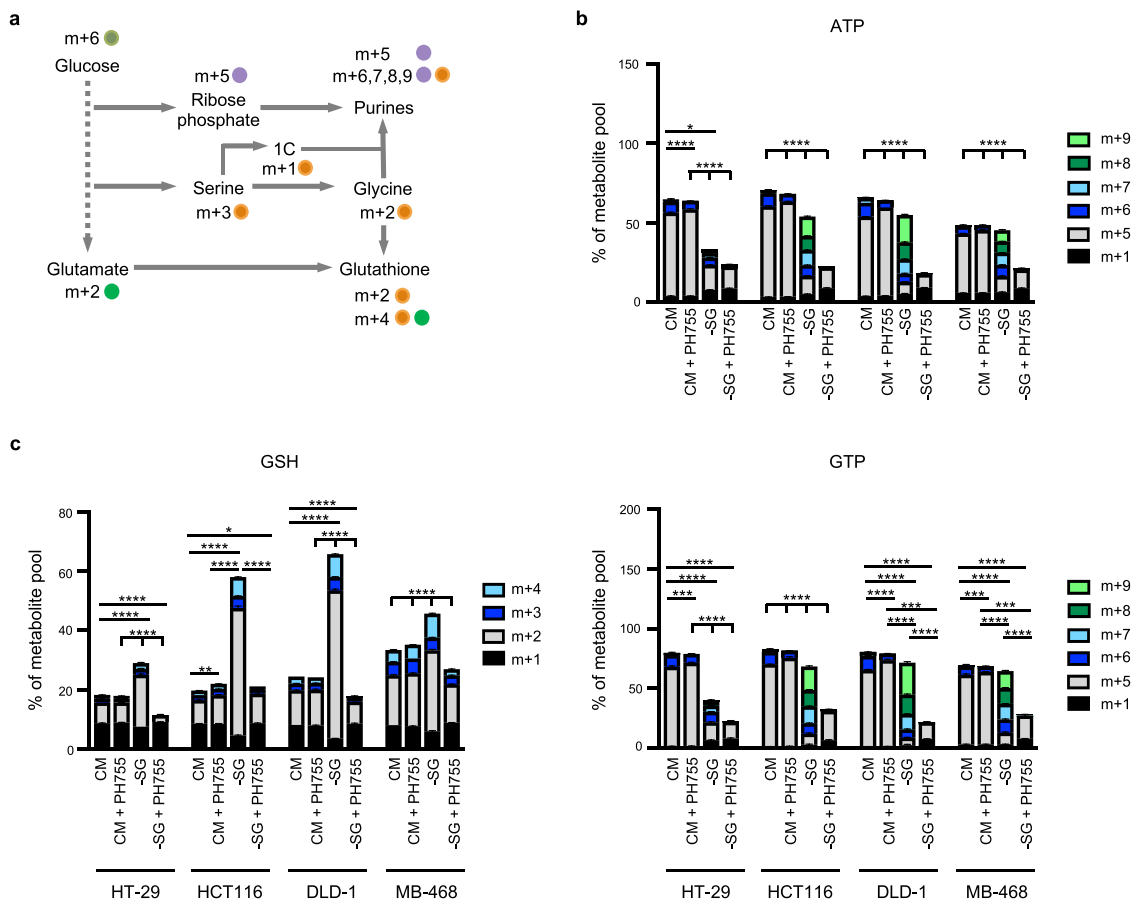 a
m+6
Glucose
m+5
Ribose
phosphate
m+5
m+6,7,8,9
Purines
1C
m+1
Serine
m+3
Glycine
m+2
Glutamate
m+2
Glutathione
m+2
m+4
b
ATP
% of metabolite pool
150
100
50
0
*
****
****
****
****
****
CM
CM + PH755
-SG
-SG + PH755
CM
CM + PH755
-SG
-SG + PH755
CM
CM + PH755
-SG
-SG + PH755
CM
CM + PH755
-SG
-SG + PH755
m+9
m+8
m+7
m+6
m+5
m+1
c
GSH
% of metabolite pool
80
60
40
20
0
****
****
****
*
****
****
****
**
****
****
****
****
CM
CM + PH755
-SG
-SG + PH755
CM
CM + PH755
-SG
-SG + PH755
CM
CM + PH755
-SG
-SG + PH755
CM
CM + PH755
-SG
-SG + PH755
HT-29
HCT116
DLD-1
MB-468
m+4
m+3
m+2
m+1
GTP
% of metabolite pool
200
150
100
50
0
****
****
***
****
****
****
****
****
***
****
****
****
****
***
***
****
****
CM
CM + PH755
-SG
-SG + PH755
CM
CM + PH755
-SG
-SG + PH755
CM
CM + PH755
-SG
-SG + PH755
CM
CM + PH755
-SG
-SG + PH755
HT-29
HCT116
DLD-1
MB-468
m+9
m+8
m+7
m+6
m+5
m+1